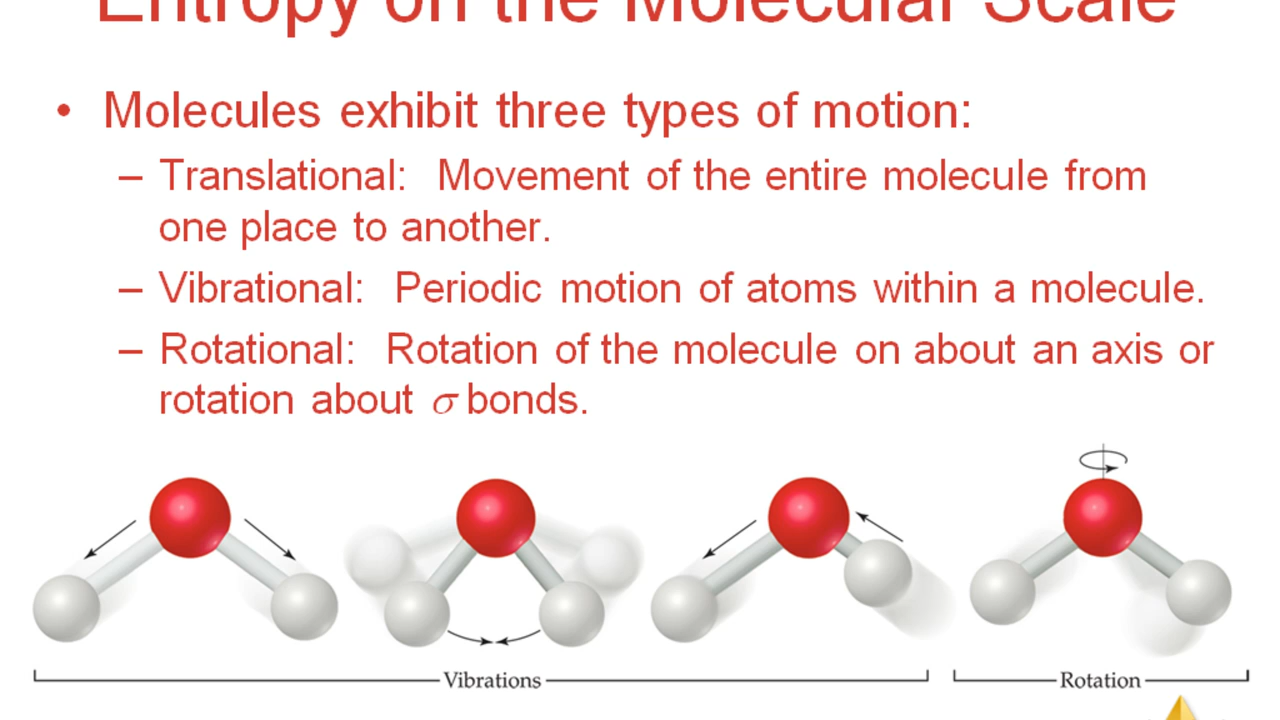 Entropy on the Molecular Scale
• Molecules exhibit three types of motion:
– Translational: Movement of the entire molecule from
one place to another.
– Vibrational: Periodic motion of atoms within a molecule.
– Rotational: Rotation of the molecule on about an axis or
rotation about σ bonds.
Vibrations
Rotation